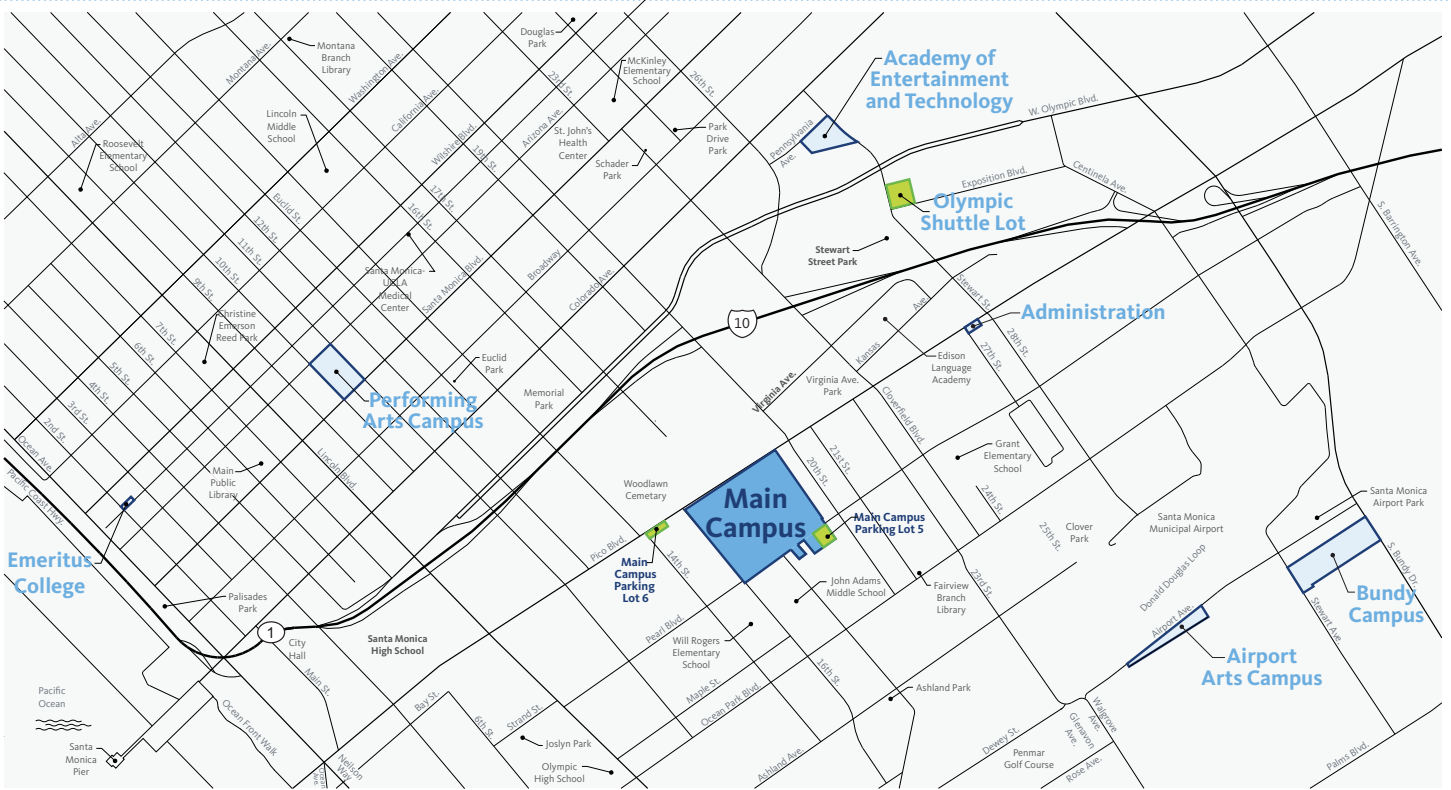 Douglas
Park
Montana
Branch
Library
Montana Ave.
Washington Ave.
McKinley
Elementary
School
Academy of
Entertainment
and Technology
23rd St.
26th St.
California Ave.
Arizona Ave.
W. Olympic Blvd.
Lincoln
Middle
School
Alta Ave.
Roosevelt
Elementary
School
Wilshire Blvd.
19th St.
St. John's
Health
Center
Schader
Park
Park
Drive
Park
Pennsylvania
Ave.
Exposition Blvd.
Centinela Ave.
Olympic
Shuttle Lot
S. Barrington Ave.
17th St.
16th St.
Euclid St.
12th St.
11th St.
10th St.
9th St.
7th St.
6th St.
5th St.
4th St.
3rd St.
2nd St.
Ocean Ave.
Pacific Coast Hwy.
Santa Monica-
UCLA
Medical
Center
Santa Monica Blvd.
Broadway
Colorado Ave.
Stewart
Street Park
Stewart St.
Christine
Emerson
Reed Park
10
Kansas
Ave.
Administration
28th St.
27th St.
Edison
Language
Academy
Euclid
Park
Memorial
Park
Virginia Ave.
Virginia Ave.
Park
Cloverfield Blvd.
Performing
Arts Campus
Lincoln Blvd.
Main
Public
Library
Woodlawn
Cemetary
Main
Campus
20th St.
21st St.
Grant
Elementary
School
24th St.
25th St.
Clover
Park
Santa Monica
Municipal Airport
Santa Monica
Airport Park
Main Campus
Parking Lot 5
Pico Blvd.
Main
Campus
Parking
Lot 6
14th St.
Emeritus
College
Palisades
Park
1
City
Hall
Santa Monica
High School
Pearl Blvd.
John Adams
Middle School
Fairview
Branch
Library
23rd St.
Donald Douglas Loop
Airport Ave.
S. Bundy Dr.
Stewart Ave.
Bundy
Campus
Airport
Arts Campus
Will Rogers
Elementary
School
16th St.
Maple St.
Ocean Park Blvd.
Ashland Park
Main St.
Bay St.
6th St.
Strand St.
Pacific
Ocean
Ocean Front Walk
Santa
Monica
Pier
Neilson
Way
Ocean
Ave.
Joslyn Park
Olympic
High School
Ashland Ave.
Dewey St.
Glenavon
Ave.
Walgrove
Ave.
Penmar
Golf Course
Rose Ave.
Palms Blvd.